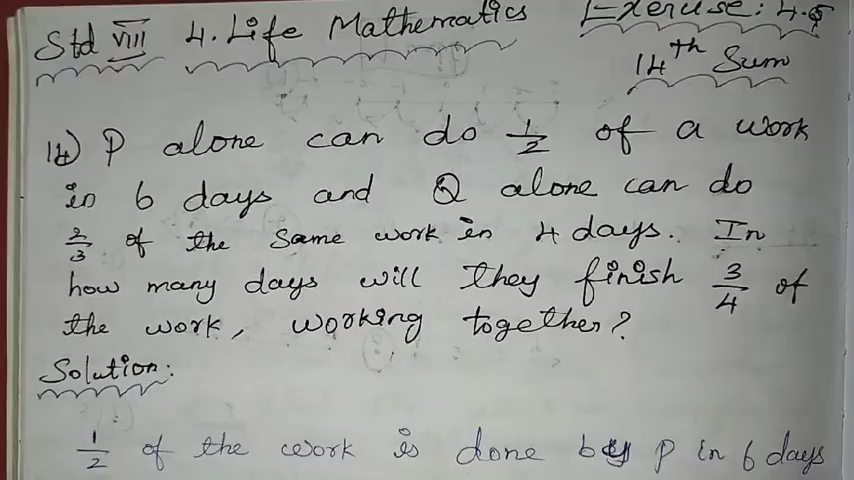 Std VIII 4. Life Mathematics Exercise: 4.5
14th Sum
14) P alone can do 1/2 of a work
in 6 days and Q alone can do
2/3 of the same work in 4 days. In
how many days will they finish 3/4 of
the work, working together?
Solution:
1/2 of the work is done by P in 6 days